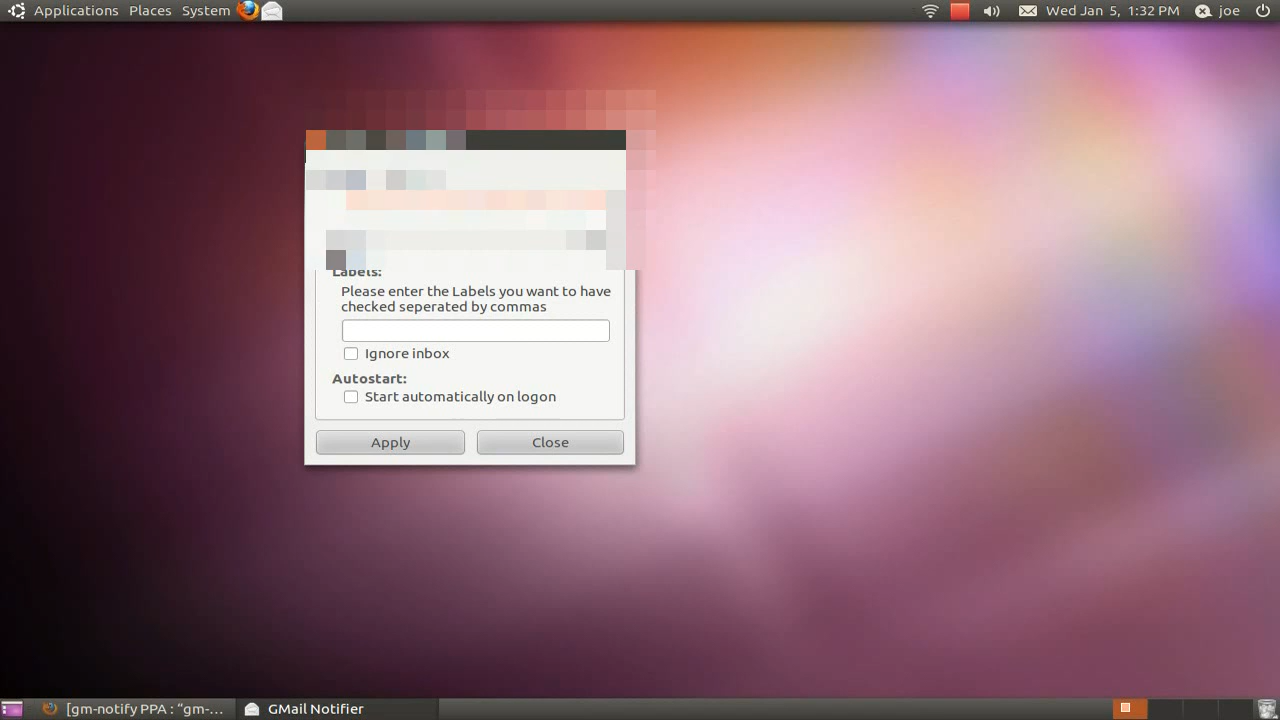 Applications Places System
Wed Jan 5, 1:32 PM joe
Labels:
Please enter the Labels you want to have
checked seperated by commas
Ignore inbox
Autostart:
Start automatically on logon
Apply Close
[gm-notify PPA : “gm-... GMail Notifier